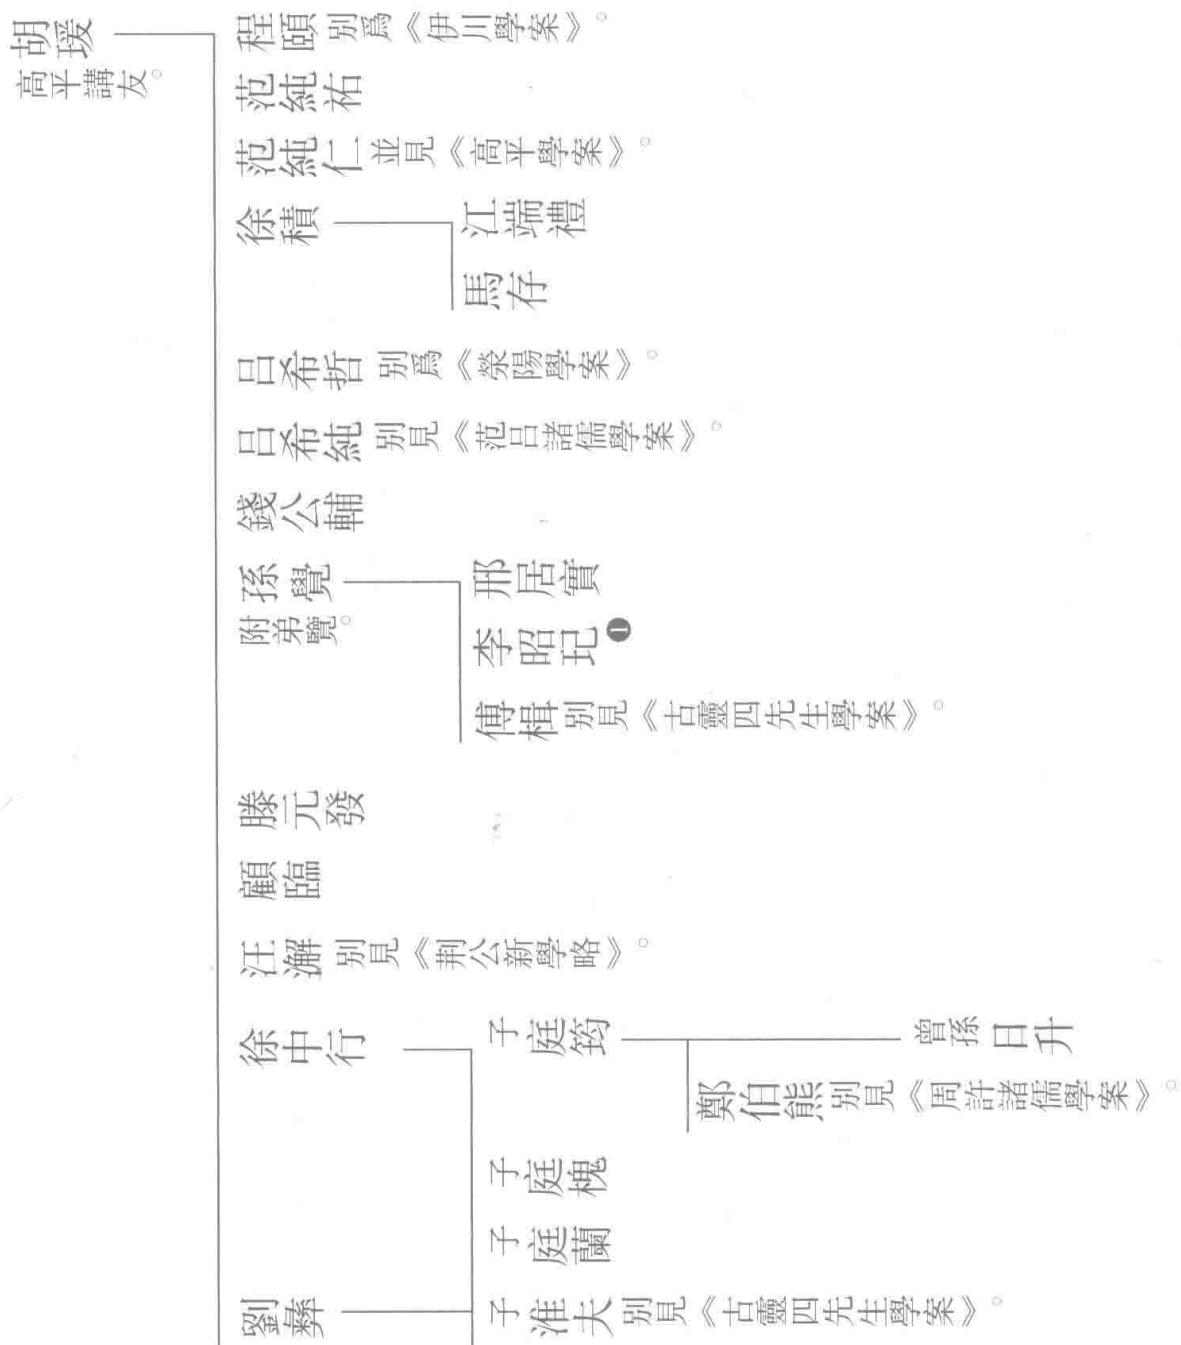 胡瑗
高平講友。
程頤 別爲《伊川學案》。
范純祐
范純仁 並見《高平學案》。
徐積
江端禮
馬存
呂希哲 別爲《滎陽學案》。
呂希純 別見《范呂諸儒學案》。
錢公輔
孫覺
附弟覽。
邢居實
李昭玘❶
傅楫 別見《古靈四先生學案》。
滕元發
顧臨
汪澥 別見《荆公新學略》。
徐中行
子庭筠
曾孫日升
鄭伯熊 別見《周許諸儒學案》。
子庭槐
子庭蘭
劉彝
子淮夫 別見《古靈四先生學案》。